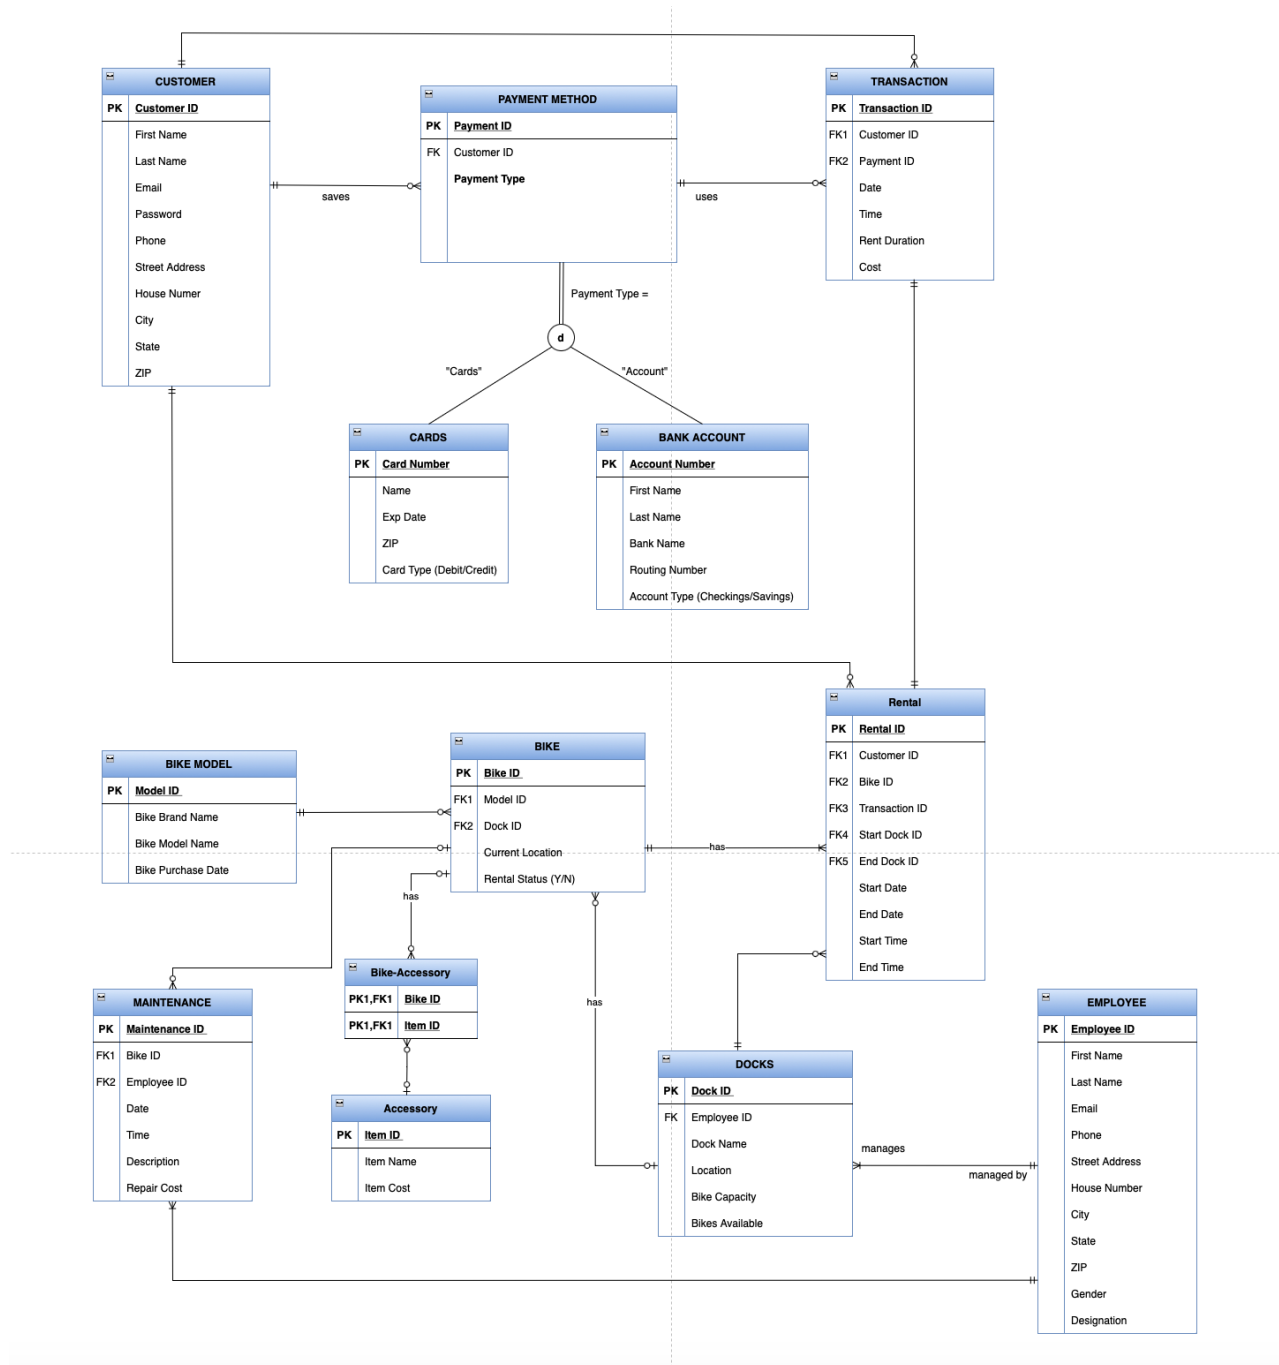 CUSTOMER
PK Customer ID
First Name
Last Name
Email
Password
Phone
Street Address
House Numer
City
State
ZIP
saves
PAYMENT METHOD
PK Payment ID
FK Customer ID
Payment Type
uses
TRANSACTION
PK Transaction ID
FK1 Customer ID
FK2 Payment ID
Date
Time
Rent Duration
Cost
Payment Type =
d
"Cards"
"Account"
CARDS
PK Card Number
Name
Exp Date
ZIP
Card Type (Debit/Credit)
BANK ACCOUNT
PK Account Number
First Name
Last Name
Bank Name
Routing Number
Account Type (Checkings/Savings)
BIKE MODEL
PK Model ID
Bike Brand Name
Bike Model Name
Bike Purchase Date
BIKE
PK Bike ID
FK1 Model ID
FK2 Dock ID
Current Location
Rental Status (Y/N)
has
Rental
PK Rental ID
FK1 Customer ID
FK2 Bike ID
FK3 Transaction ID
FK4 Start Dock ID
FK5 End Dock ID
Start Date
End Date
Start Time
End Time
has
Bike-Accessory
PK1,FK1 Bike ID
PK1,FK1 Item ID
has
MAINTENANCE
PK Maintenance ID
FK1 Bike ID
FK2 Employee ID
Date
Time
Description
Repair Cost
Accessory
PK Item ID
Item Name
Item Cost
DOCKS
PK Dock ID
FK Employee ID
Dock Name
Location
Bike Capacity
Bikes Available
manages
managed by
EMPLOYEE
PK Employee ID
First Name
Last Name
Email
Phone
Street Address
House Number
City
State
ZIP
Gender
Designation